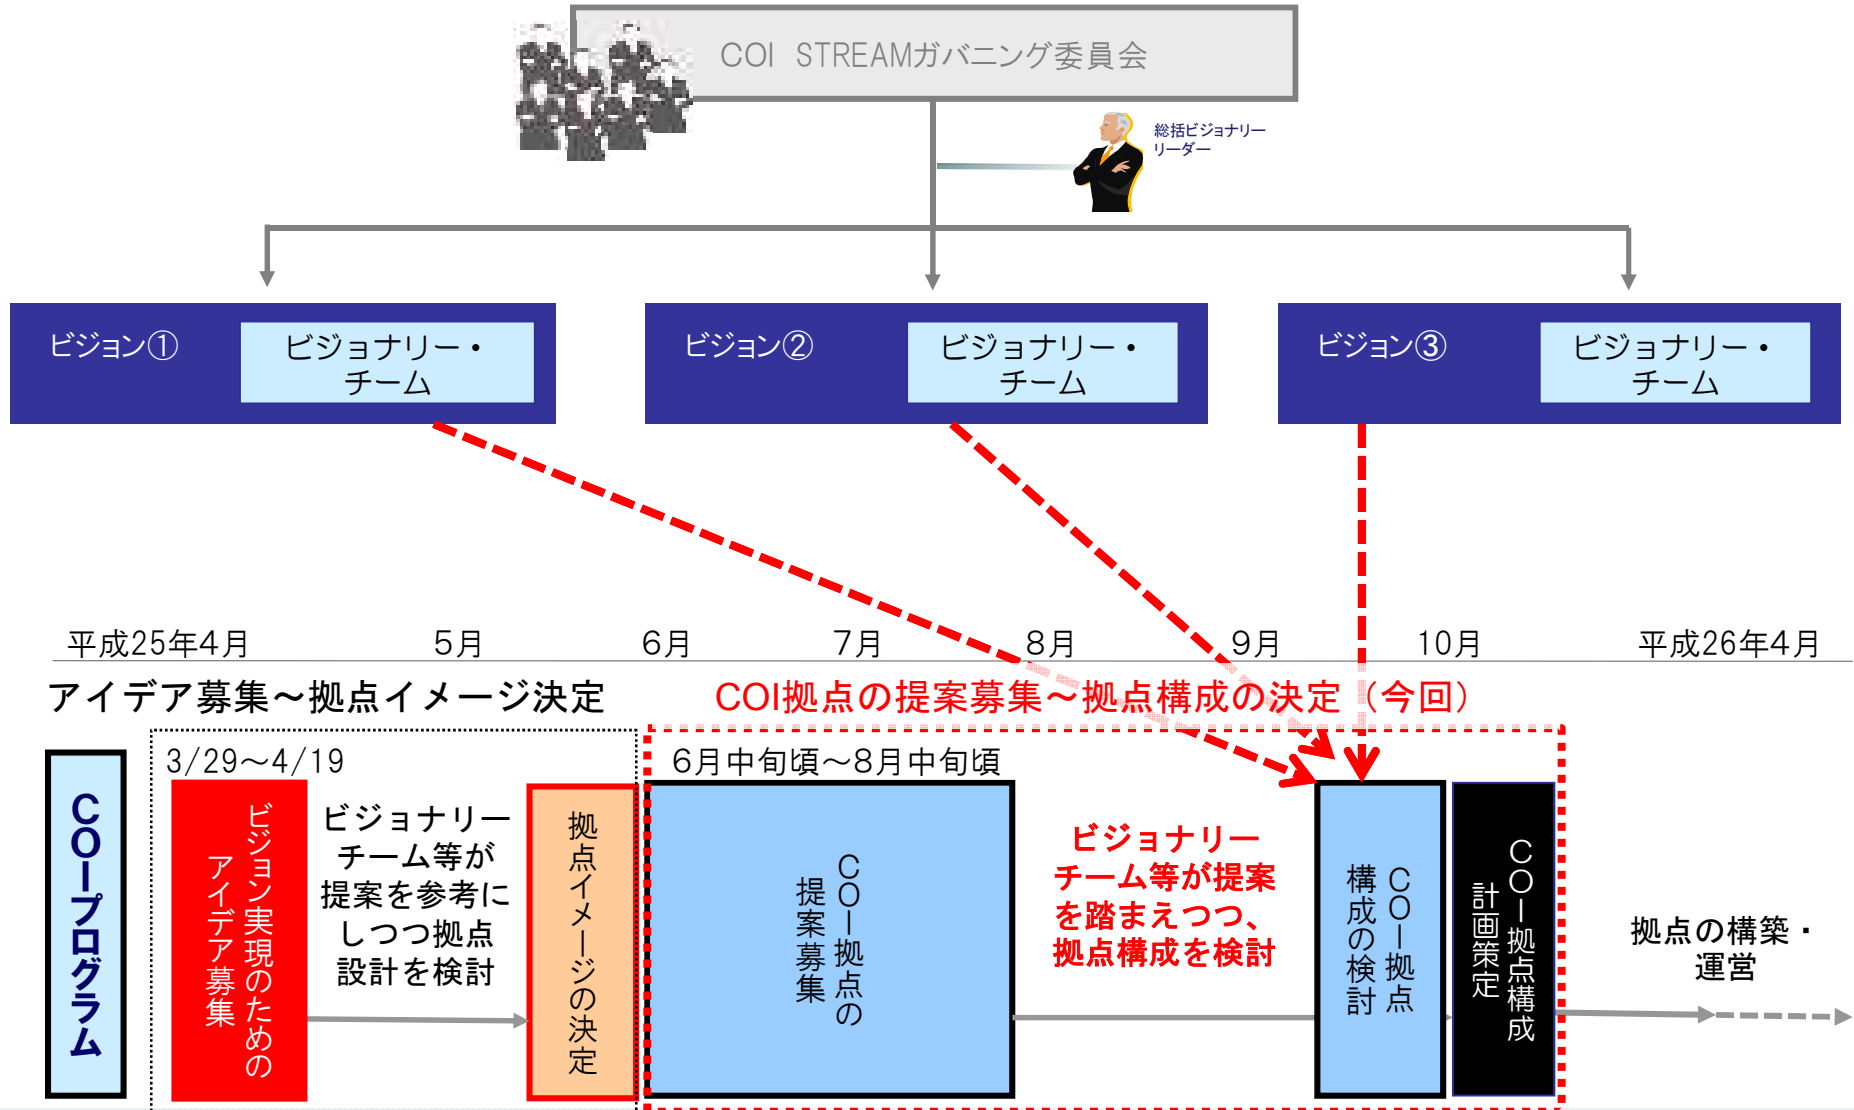 COI STREAMガバニング委員会
総括ビジョナリー
リーダー
ビジョン①
ビジョナリー・
チーム
ビジョン②
ビジョナリー・
チーム
ビジョン③
ビジョナリー・
チーム
平成25年4月 5月 6月 7月 8月 9月 10月 平成26年4月
アイデア募集～拠点イメージ決定
COI拠点の提案募集～拠点構成の決定（今回）
COIプログラム
3/29～4/19
ビジョン実現のための
アイデア募集
ビジョナリー
チーム等が
提案を参考に
しつつ拠点
設計を検討
拠点イメージの決定
6月中旬頃～8月中旬頃
COI拠点の
提案募集
ビジョナリー
チーム等が提案
を踏まえつつ、
拠点構成を検討
COI拠点
構成の検討
COI拠点構成
計画策定
拠点の構築・
運営